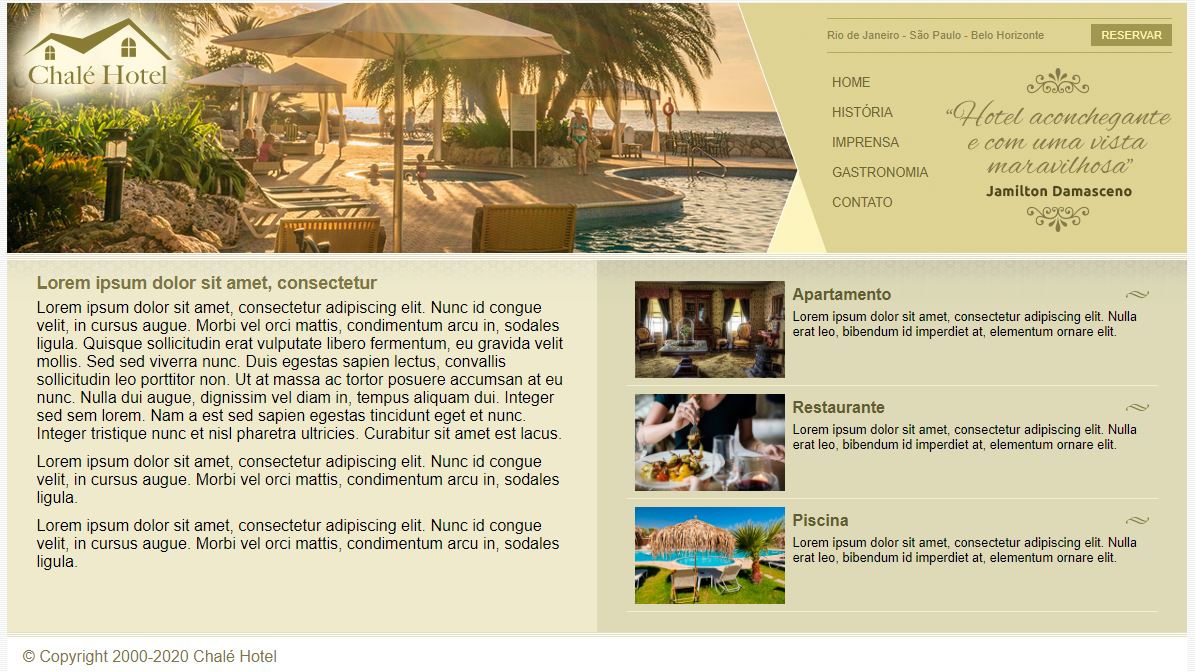 Chalé Hotel
Rio de Janeiro - São Paulo - Belo Horizonte
RESERVAR
HOME
HISTÓRIA
IMPRENSA
GASTRONOMIA
CONTATO
“Hotel aconchegante
e com uma vista
maravilhosa”
Jamilton Damasceno
Lorem ipsum dolor sit amet, consectetur
Lorem ipsum dolor sit amet, consectetur adipiscing elit. Nunc id congue
velit, in cursus augue. Morbi vel orci mattis, condimentum arcu in, sodales
ligula. Quisque sollicitudin erat vulputate libero fermentum, eu gravida velit
mollis. Sed sed viverra nunc. Duis egestas sapien lectus, convallis
sollicitudin leo porttitor non. Ut at massa ac tortor posuere accumsan at eu
nunc. Nulla dui augue, dignissim vel diam in, tempus aliquam dui. Integer
sed sem lorem. Nam a est sed sapien egestas tincidunt eget et nunc.
Integer tristique nunc et nisl pharetra ultricies. Curabitur sit amet est lacus.
Lorem ipsum dolor sit amet, consectetur adipiscing elit. Nunc id congue
velit, in cursus augue. Morbi vel orci mattis, condimentum arcu in, sodales
ligula.
Lorem ipsum dolor sit amet, consectetur adipiscing elit. Nunc id congue
velit, in cursus augue. Morbi vel orci mattis, condimentum arcu in, sodales
ligula.
Apartamento
Lorem ipsum dolor sit amet, consectetur adipiscing elit. Nulla
erat leo, bibendum id imperdiet at, elementum ornare elit.
Restaurante
Lorem ipsum dolor sit amet, consectetur adipiscing elit. Nulla
erat leo, bibendum id imperdiet at, elementum ornare elit.
Piscina
Lorem ipsum dolor sit amet, consectetur adipiscing elit. Nulla
erat leo, bibendum id imperdiet at, elementum ornare elit.
© Copyright 2000-2020 Chalé Hotel